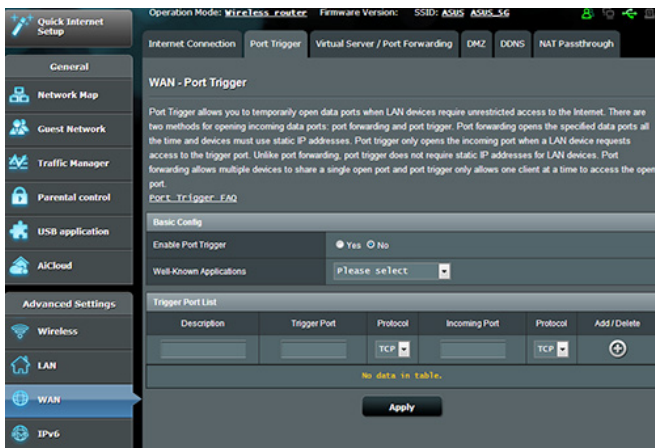 Quick Internet
Setup
General
Network Map
Guest Network
Traffic Manager
Parental control
USB application
AiCloud
Advanced Settings
Wireless
LAN
WAN
IPv6
Operation Mode: Wireless router Firmware Version: SSID: ASUS ASUS_5G
Internet Connection Port Trigger Virtual Server / Port Forwarding DMZ DDNS NAT Passthrough
WAN - Port Trigger
Port Trigger allows you to temporarily open data ports when LAN devices require unrestricted access to the Internet. There are
two methods for opening incoming data ports: port forwarding and port trigger. Port forwarding opens the specified data ports all
the time and devices must use static IP addresses. Port trigger only opens the incoming port when a LAN device requests
access to the trigger port. Unlike port forwarding, port trigger does not require static IP addresses for LAN devices. Port
forwarding allows multiple devices to share a single open port and port trigger only allows one client at a time to access the open
port.
Port Trigger FAQ
Basic Config
Enable Port Trigger Yes No
Well-Known Applications Please select
Trigger Port List
Description Trigger Port Protocol Incoming Port Protocol Add / Delete
TCP TCP
No data in table.
Apply